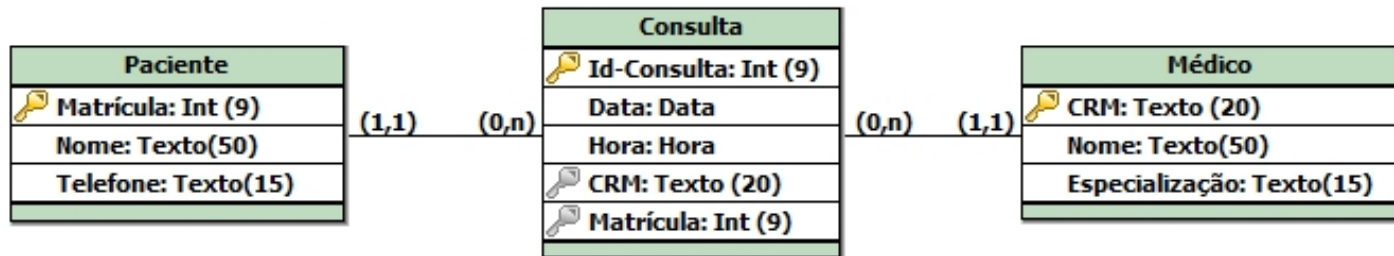 Paciente
Matrícula: Int (9)
Nome: Texto(50)
Telefone: Texto(15)
(1,1)
(0,n)
Consulta
Id-Consulta: Int (9)
Data: Data
Hora: Hora
CRM: Texto (20)
Matrícula: Int (9)
(0,n)
(1,1)
Médico
CRM: Texto (20)
Nome: Texto(50)
Especialização: Texto(15)